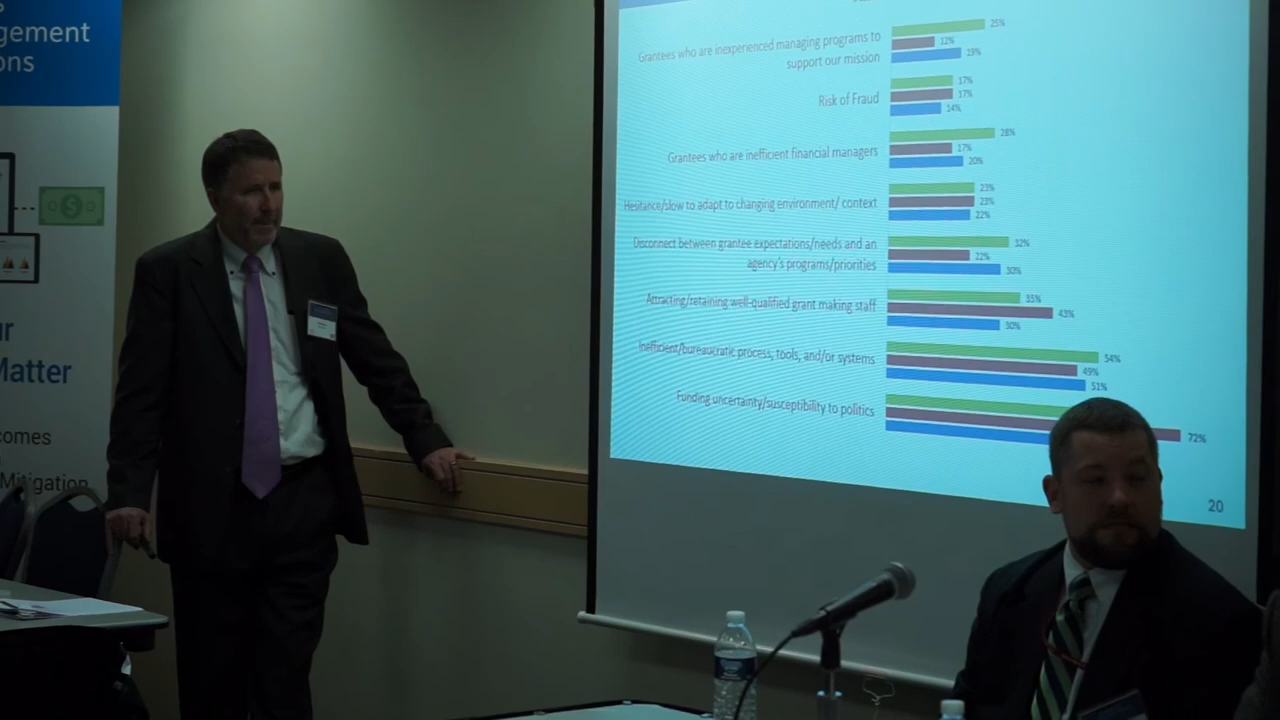 gement
ons
ur
Matter
comes
Mitigation
Grantees who are inexperienced managing programs to
support our mission
25%
12%
19%
Risk of Fraud
17%
17%
14%
Grantees who are inefficient financial managers
28%
17%
20%
Hesitance/slow to adapt to changing environment/ context
23%
23%
22%
Disconnect between grantee expectations/needs and an
agency's programs/priorities
32%
22%
30%
Attracting/retaining well-qualified grant making staff
35%
43%
30%
Inefficient/bureaucratic process, tools, and/or systems
54%
49%
51%
Funding uncertainty/susceptibility to politics
72%
20